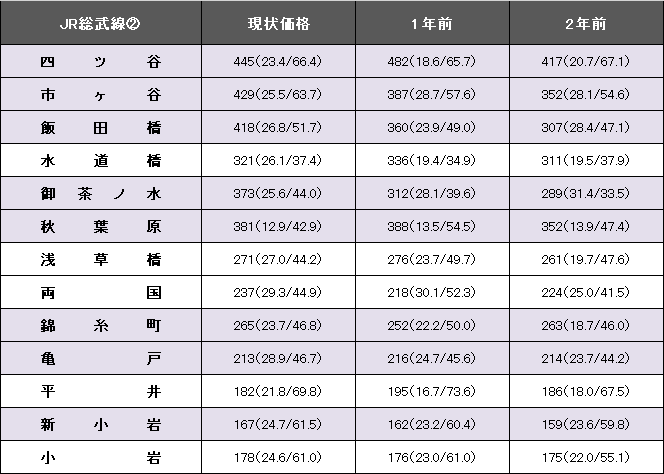 JR総武線② 現状価格 1年前 2年前
四ツ谷 445(23.4/66.4) 482(18.6/65.7) 417(20.7/67.1)
市ヶ谷 429(25.5/63.7) 387(28.7/57.6) 352(28.1/54.6)
飯田橋 418(26.8/51.7) 360(23.9/49.0) 307(28.4/47.1)
水道橋 321(26.1/37.4) 336(19.4/34.9) 311(19.5/37.9)
御茶ノ水 373(25.6/44.0) 312(28.1/39.6) 289(31.4/33.5)
秋葉原 381(12.9/42.9) 388(13.5/54.5) 352(13.9/47.4)
浅草橋 271(27.0/44.2) 276(23.7/49.7) 261(19.7/47.6)
両国 237(29.3/44.9) 218(30.1/52.3) 224(25.0/41.5)
錦糸町 265(23.7/46.8) 252(22.2/50.0) 263(18.7/46.0)
亀戸 213(28.9/46.7) 216(24.7/45.6) 214(23.7/44.2)
平井 182(21.8/69.8) 195(16.7/73.6) 186(18.0/67.5)
新小岩 167(24.7/61.5) 162(23.2/60.4) 159(23.6/59.8)
小岩 178(24.6/61.0) 176(23.0/61.0) 175(22.0/55.1)